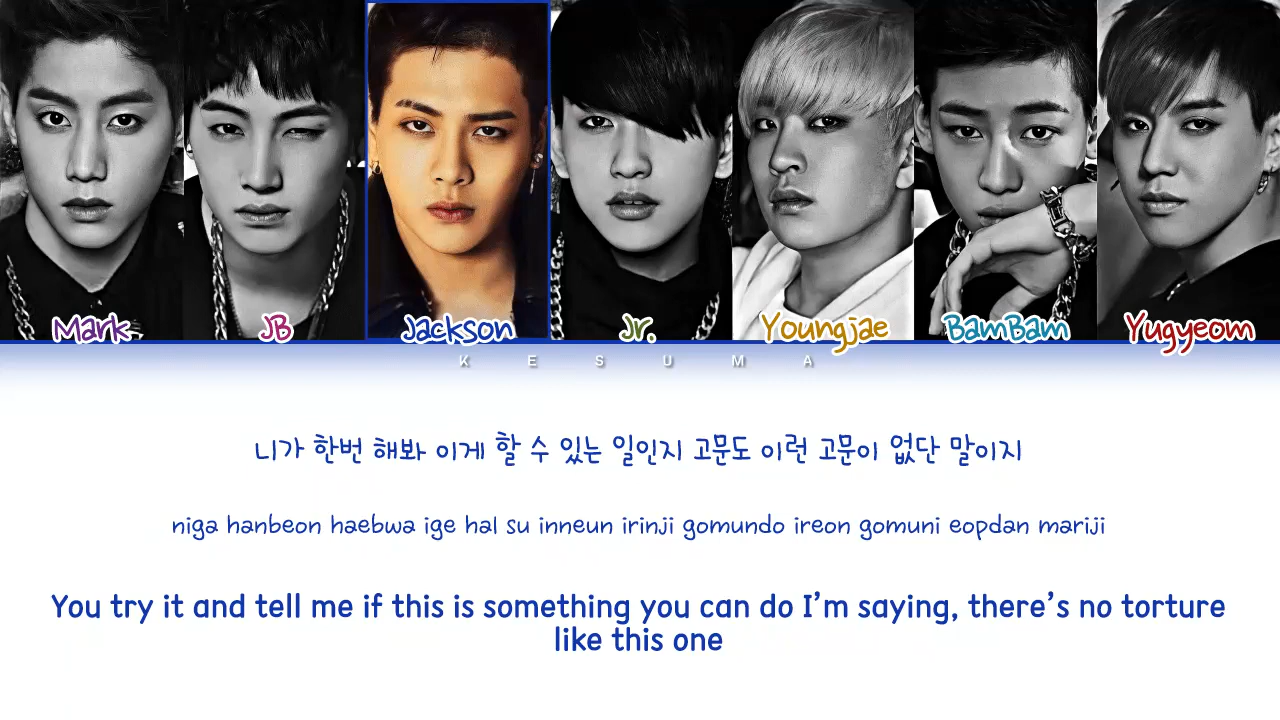 Mark JB Jackson Jr. Youngjae BamBam Yugyeom
K E S U M A
니가 한번 해봐 이게 할 수 있는 일인지 고문도 이런 고문이 없단 말이지
niga hanbeon haebwa ige hal su inneun irinji gomundo ireon gomuni eopdan mariji
You try it and tell me if this is something you can do I'm saying, there's no torture
like this one